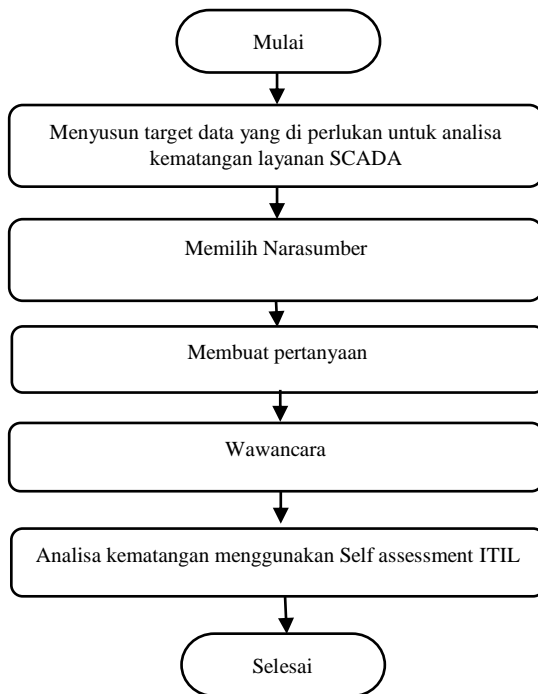 Mulai
Menyusun target data yang di perlukan untuk analisa
kematangan layanan SCADA
Memilih Narasumber
Membuat pertanyaan
Wawancara
Analisa kematangan menggunakan Self assessment ITIL
Selesai